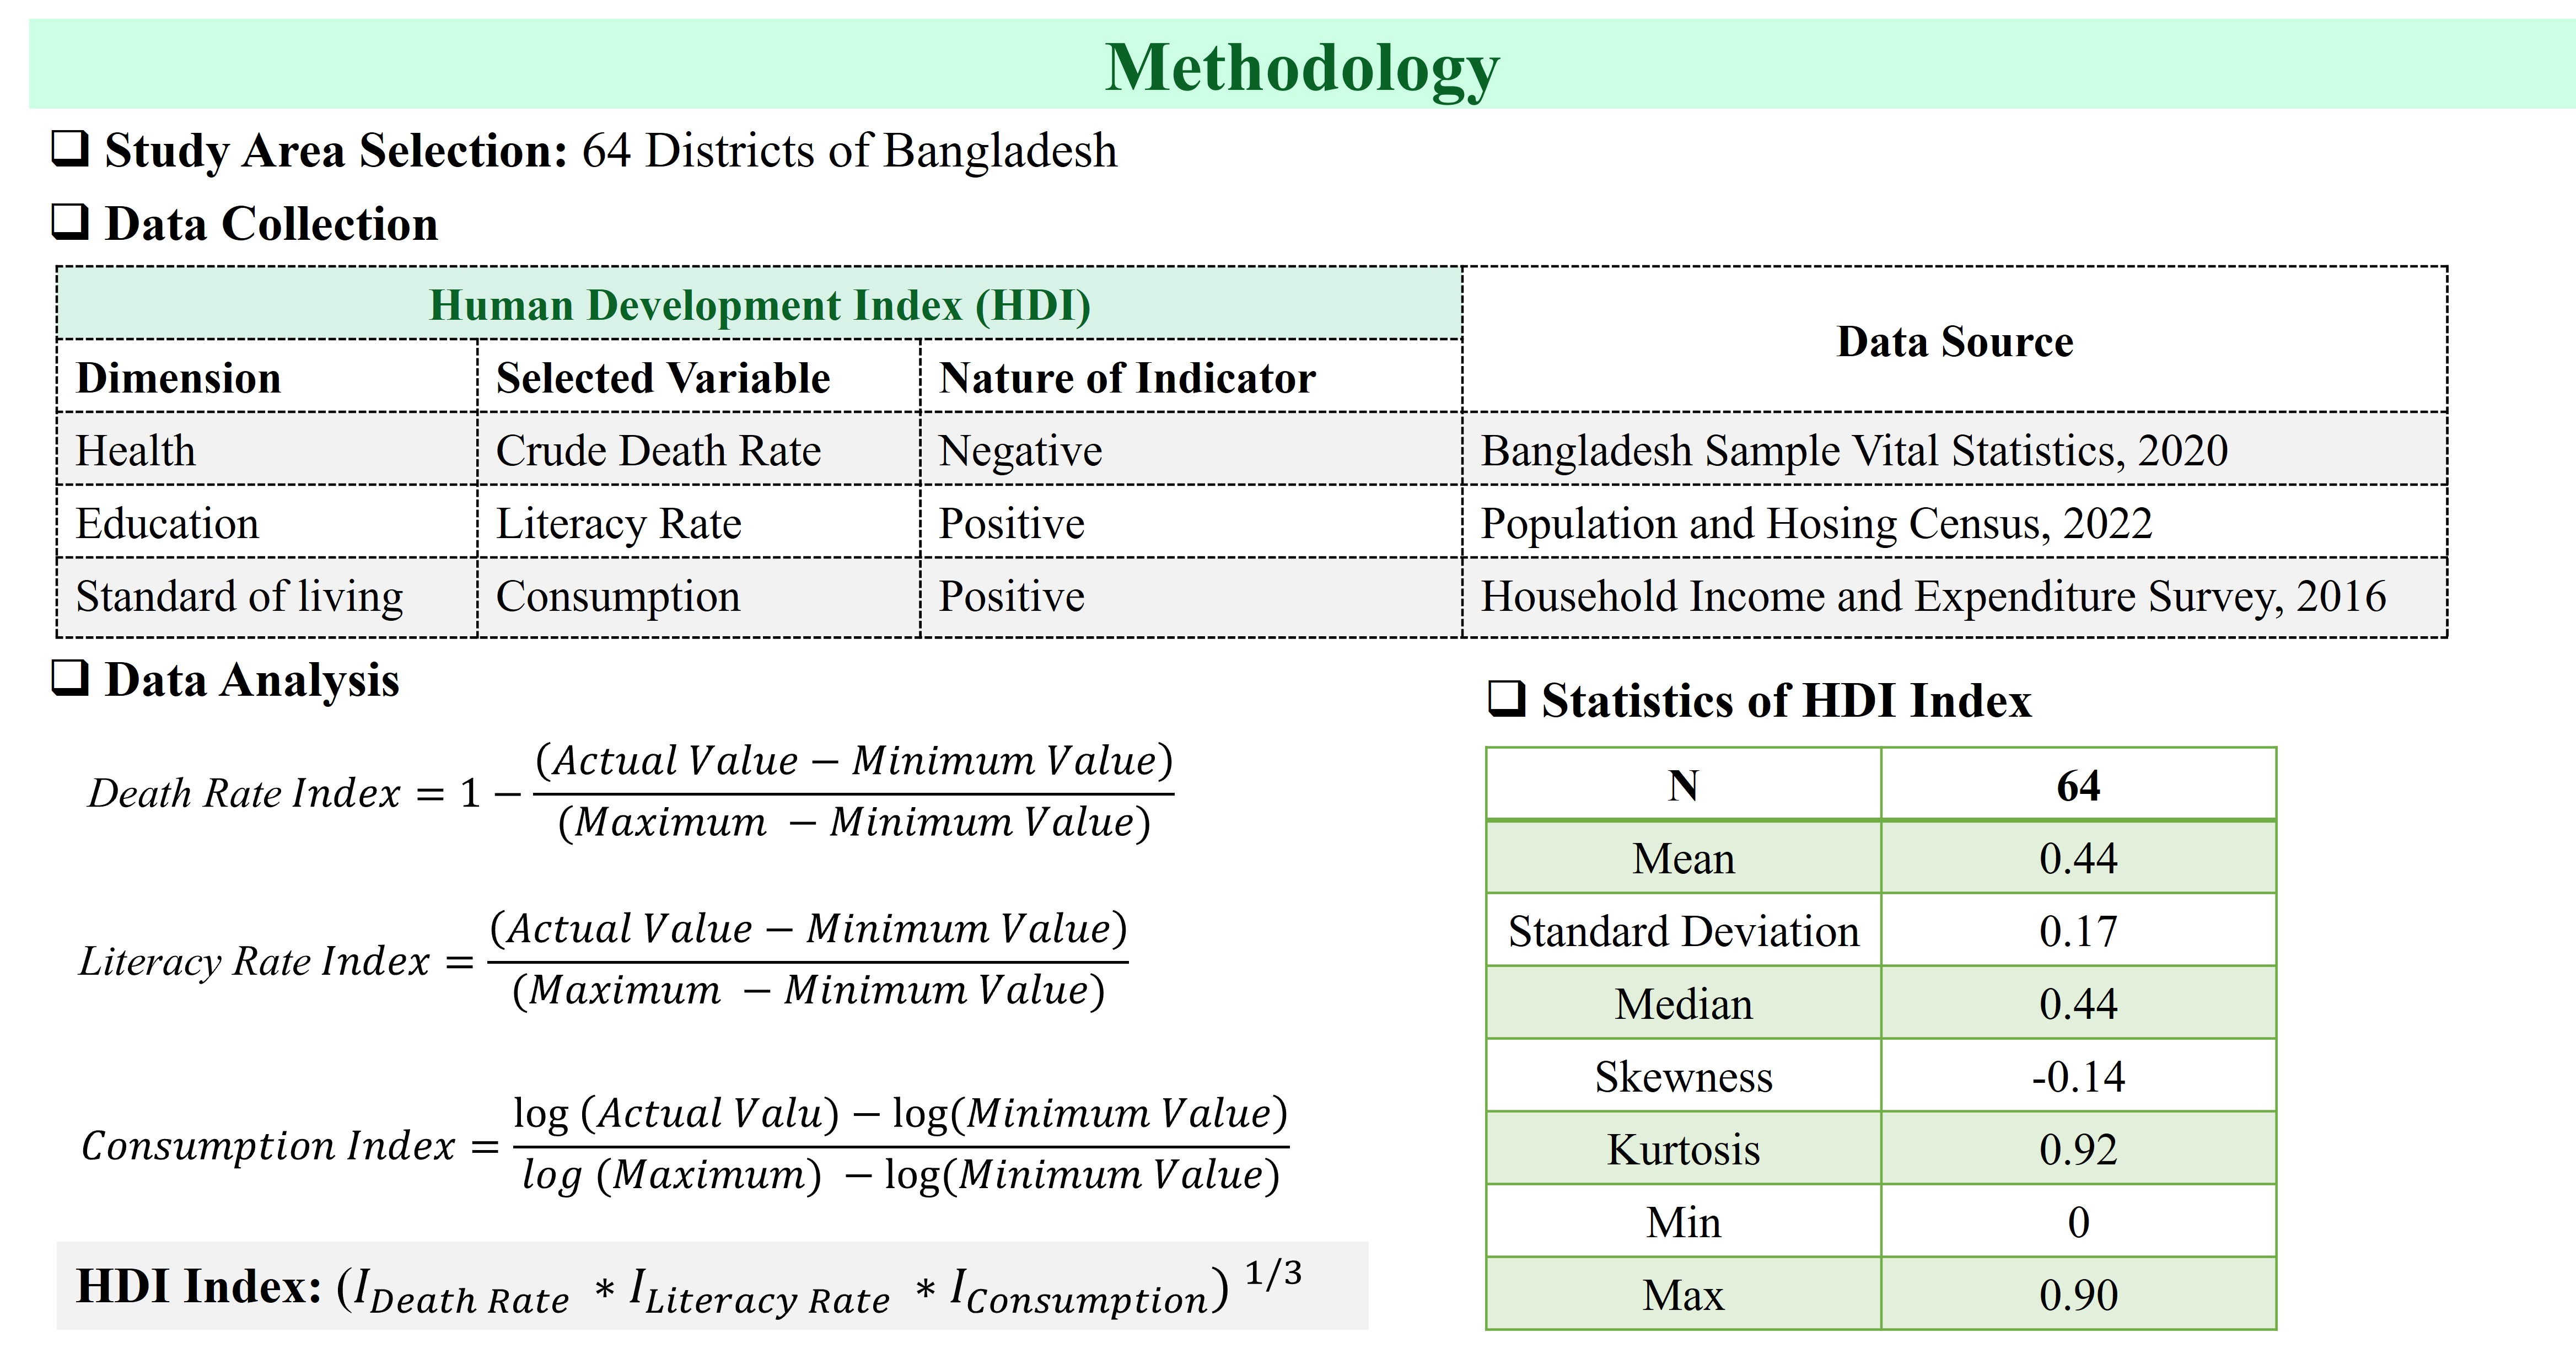 Methodology
❑ Study Area Selection: 64 Districts of Bangladesh
❑ Data Collection
Human Development Index (HDI)
Data Source
Dimension Selected Variable Nature of Indicator
Health Crude Death Rate Negative Bangladesh Sample Vital Statistics, 2020
Education Literacy Rate Positive Population and Hosing Census, 2022
Standard of living Consumption Positive Household Income and Expenditure Survey, 2016
❑ Data Analysis
Death Rate Index = 1 − (Actual Value − Minimum Value)
(Maximum − Minimum Value)
Literacy Rate Index = (Actual Value − Minimum Value)
(Maximum − Minimum Value)
Consumption Index = log (Actual Valu) − log(Minimum Value)
log (Maximum) − log(Minimum Value)
HDI Index: (I Death Rate * I Literacy Rate * I Consumption) 1/3
❑ Statistics of HDI Index
N 64
Mean 0.44
Standard Deviation 0.17
Median 0.44
Skewness -0.14
Kurtosis 0.92
Min 0
Max 0.90